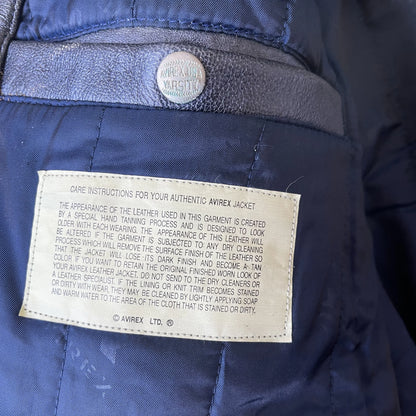 AVIREX USA
VARSITY
CARE INSTRUCTIONS FOR YOUR AUTHENTIC AVIREX JACKET
THE APPEARANCE OF THE LEATHER USED IN THIS GARMENT IS CREATED
BY A SPECIAL HAND TANNING PROCESS AND IS DESIGNED TO LOOK
OLDER WITH EACH WEARING. THE APPEARANCE OF THIS LEATHER WILL
BE ALTERED IF THE GARMENT IS SUBJECTED TO ANY DRY CLEANING
PROCESS WHICH WILL REMOVE THE SURFACE FINISH OF THE LEATHER SO
THAT THE JACKET WILL LOSE ITS DARK FINISH AND BECOME A TAN
COLOR IF YOU WANT TO RETAIN THE ORIGINAL FINISHED WORN LOOK OF
YOUR AVIREX LEATHER JACKET. DO NOT SEND TO THE DRY CLEANERS OR
A LEATHER SPECIALIST. IF THE LINING OR KNIT TRIM BECOMES STAINED
OR DIRTY WITH WEAR, THEY MAY BE CLEANED BY LIGHTLY APPLYING SOAP
AND WARM WATER TO THE AREA OF THE CLOTH THAT IS STAINED OR DIRTY.
© AVIREX LTD. ®